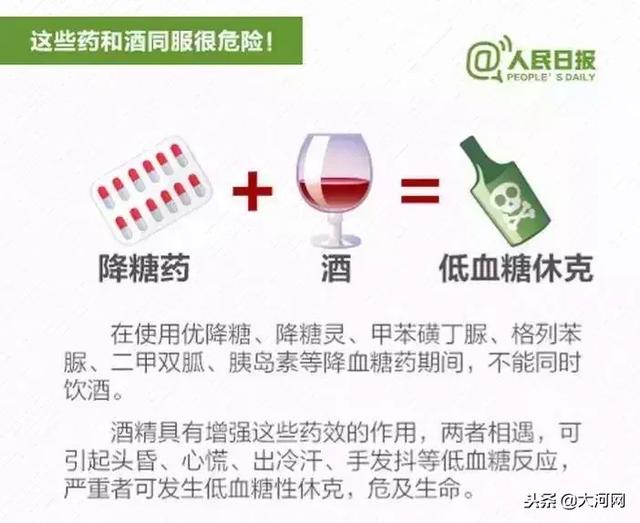 这些药和酒同服很危险！
@人民日报
PEOPLE'S DAILY
+ =
降糖药 酒 低血糖休克
在使用优降糖、降糖灵、甲苯磺丁脲、格列苯
脲、二甲双胍、胰岛素等降血糖药期间，不能同时
饮酒。
酒精具有增强这些药效的作用，两者相遇，可
引起头昏、心慌、出冷汗、手发抖等低血糖反应，
严重者可发生低血糖性休克，危及生命。
头条@大河网